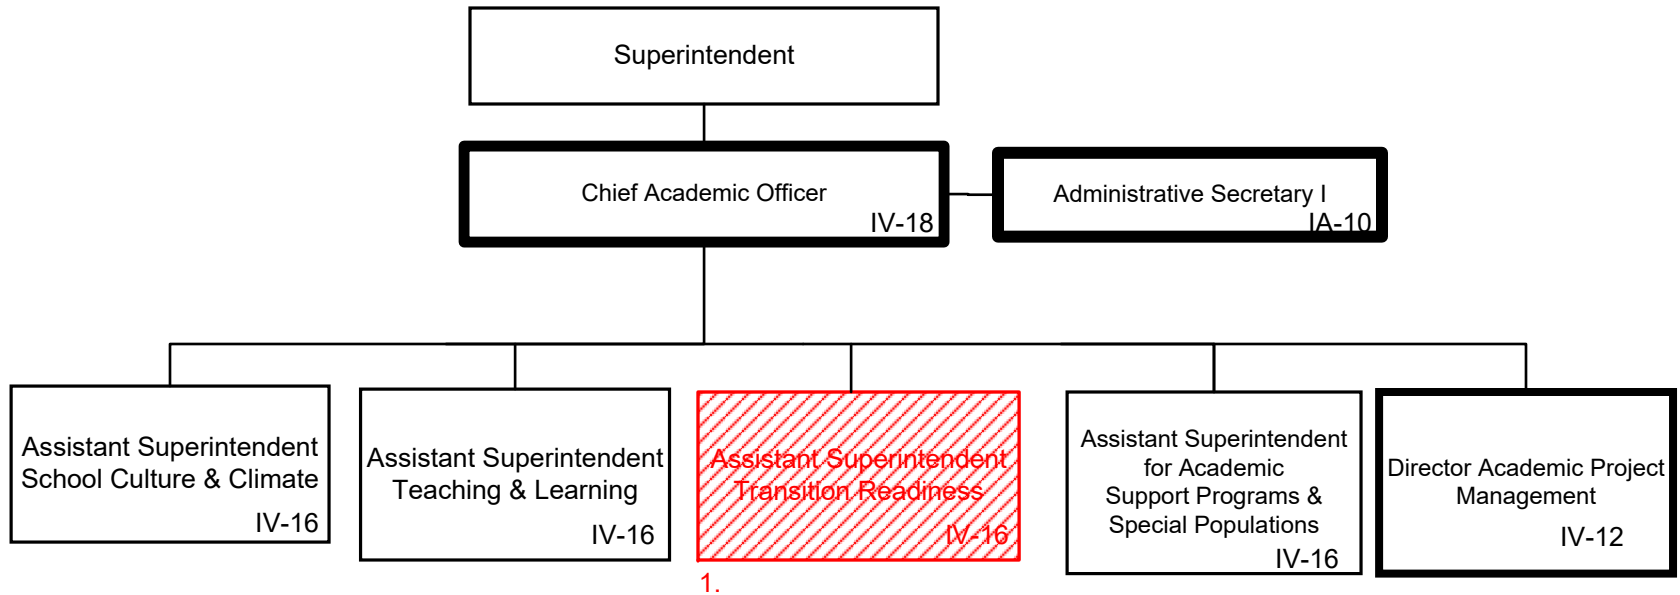 Superintendent
Chief Academic Officer
IV-18
Administrative Secretary I
IA-10
Assistant Superintendent
School Culture & Climate
IV-16
Assistant Superintendent
Teaching & Learning
IV-16
Assistant Superintendent
Transition Readiness
IV-16
1.
Assistant Superintendent
for Academic
Support Programs &
Special Populations
IV-16
Director Academic Project
Management
IV-12